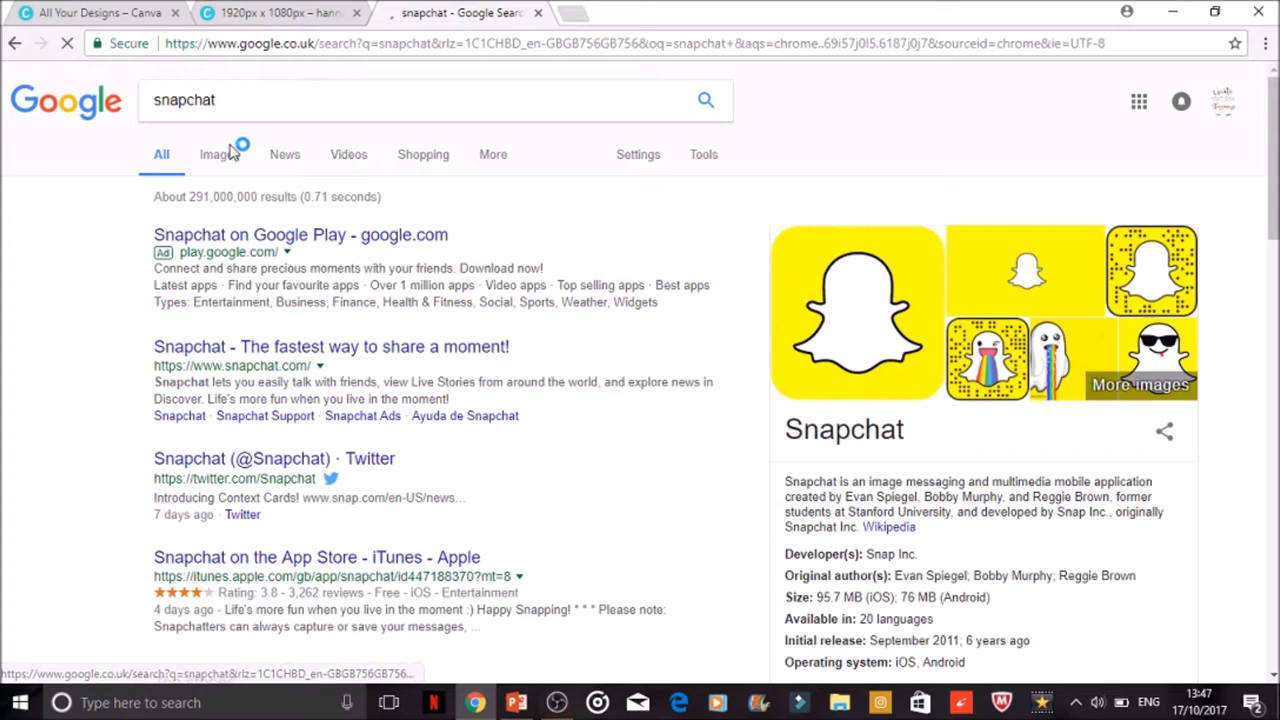 All Your Designs – Canva
1920px x 1080px – hann
snapchat - Google Searc
Secure
https://www.google.co.uk/search?q=snapchat&rlz=1C1CHBD_en-GBGB756GB756&oq=snapchat+&aqs=chrome..69i57j0l5.6187j0j7&sourceid=chrome&ie=UTF-8
Google
snapchat
All
News
Videos
Shopping
More
Settings
Tools
About 291,000,000 results (0.71 seconds)
Snapchat on Google Play - google.com
Ad play.google.com/
Connect and share precious moments with your friends. Download now!
Latest apps · Find your favourite apps · Over 1 million apps · Video apps · Top selling apps · Best apps
Types: Entertainment, Business, Finance, Health & Fitness, Social, Sports, Weather, Widgets
Snapchat - The fastest way to share a moment!
https://www.snapchat.com/
Snapchat lets you easily talk with friends, view Live Stories from around the world, and explore news in
Discover. Life's more fun when you live in the moment!
Snapchat · Snapchat Support · Snapchat Ads · Ayuda de Snapchat
Snapchat (@Snapchat) · Twitter
https://twitter.com/Snapchat
Introducing Context Cards! www.snap.com/en-US/news...
7 days ago · Twitter
Snapchat on the App Store - iTunes - Apple
https://itunes.apple.com/gb/app/snapchat/id447188370?mt=8
Rating: 3.8 - 3,262 reviews - Free - iOS - Entertainment
4 days ago - Life's more fun when you live in the moment :) Happy Snapping! * * * Please note:
Snapchatters can always capture or save your messages, ...
More images
Snapchat
Snapchat is an image messaging and multimedia mobile application
created by Evan Spiegel, Bobby Murphy, and Reggie Brown, former
students at Stanford University, and developed by Snap Inc., originally
Snapchat Inc. Wikipedia
Developer(s): Snap Inc.
Original author(s): Evan Spiegel; Bobby Murphy; Reggie Brown
Size: 95.7 MB (iOS); 76 MB (Android)
Available in: 20 languages
Initial release: September 2011; 6 years ago
Operating system: iOS, Android
https://www.google.co.uk/search?q=snapchat&rlz=1C1CHBD_en-GBGB756GB756...
Type here to search
ENG
13:47
17/10/2017
2